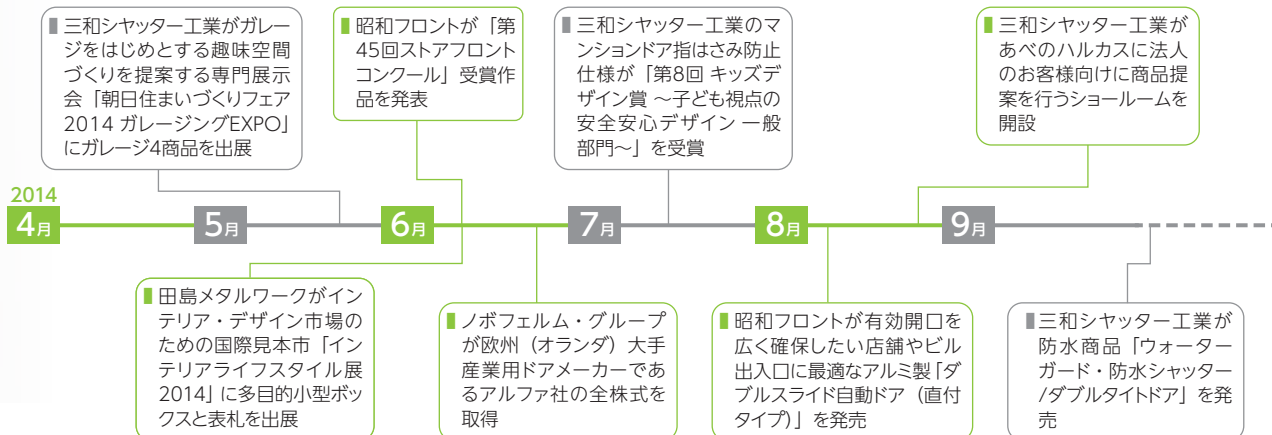 三和シヤッター工業がガレー
ジをはじめとする趣味空間
づくりを提案する専門展示
会「朝日住まいづくりフェア
2014 ガレージングEXPO」
にガレージ4商品を出展
昭和フロントが「第
45回ストアフロント
コンクール」受賞作
品を発表
三和シヤッター工業のマ
ンションドア指はさみ防止
仕様が「第8回 キッズデ
ザイン賞 ～子ども視点の
安全安心デザイン 一般
部門～」を受賞
三和シヤッター工業が
あべのハルカスに法人
のお客様向けに商品提
案を行うショールームを
開設
2014
4月 5月 6月 7月 8月 9月
田島メタルワークがイン
テリア・デザイン市場の
ための国際見本市「イン
テリアライフスタイル展
2014」に多目的小型ボッ
クスと表札を出展
ノボフェルム・グループ
が欧州（オランダ）大手
産業用ドアメーカーであ
るアルファ社の全株式を
取得
昭和フロントが有効開口を
広く確保したい店舗やビル
出入口に最適なアルミ製「ダ
ブルスライド自動ドア（直付
タイプ）」を発売
三和シヤッター工業が
防水商品「ウォーター
ガード・防水シャッター
/ダブルタイトドア」を発
売